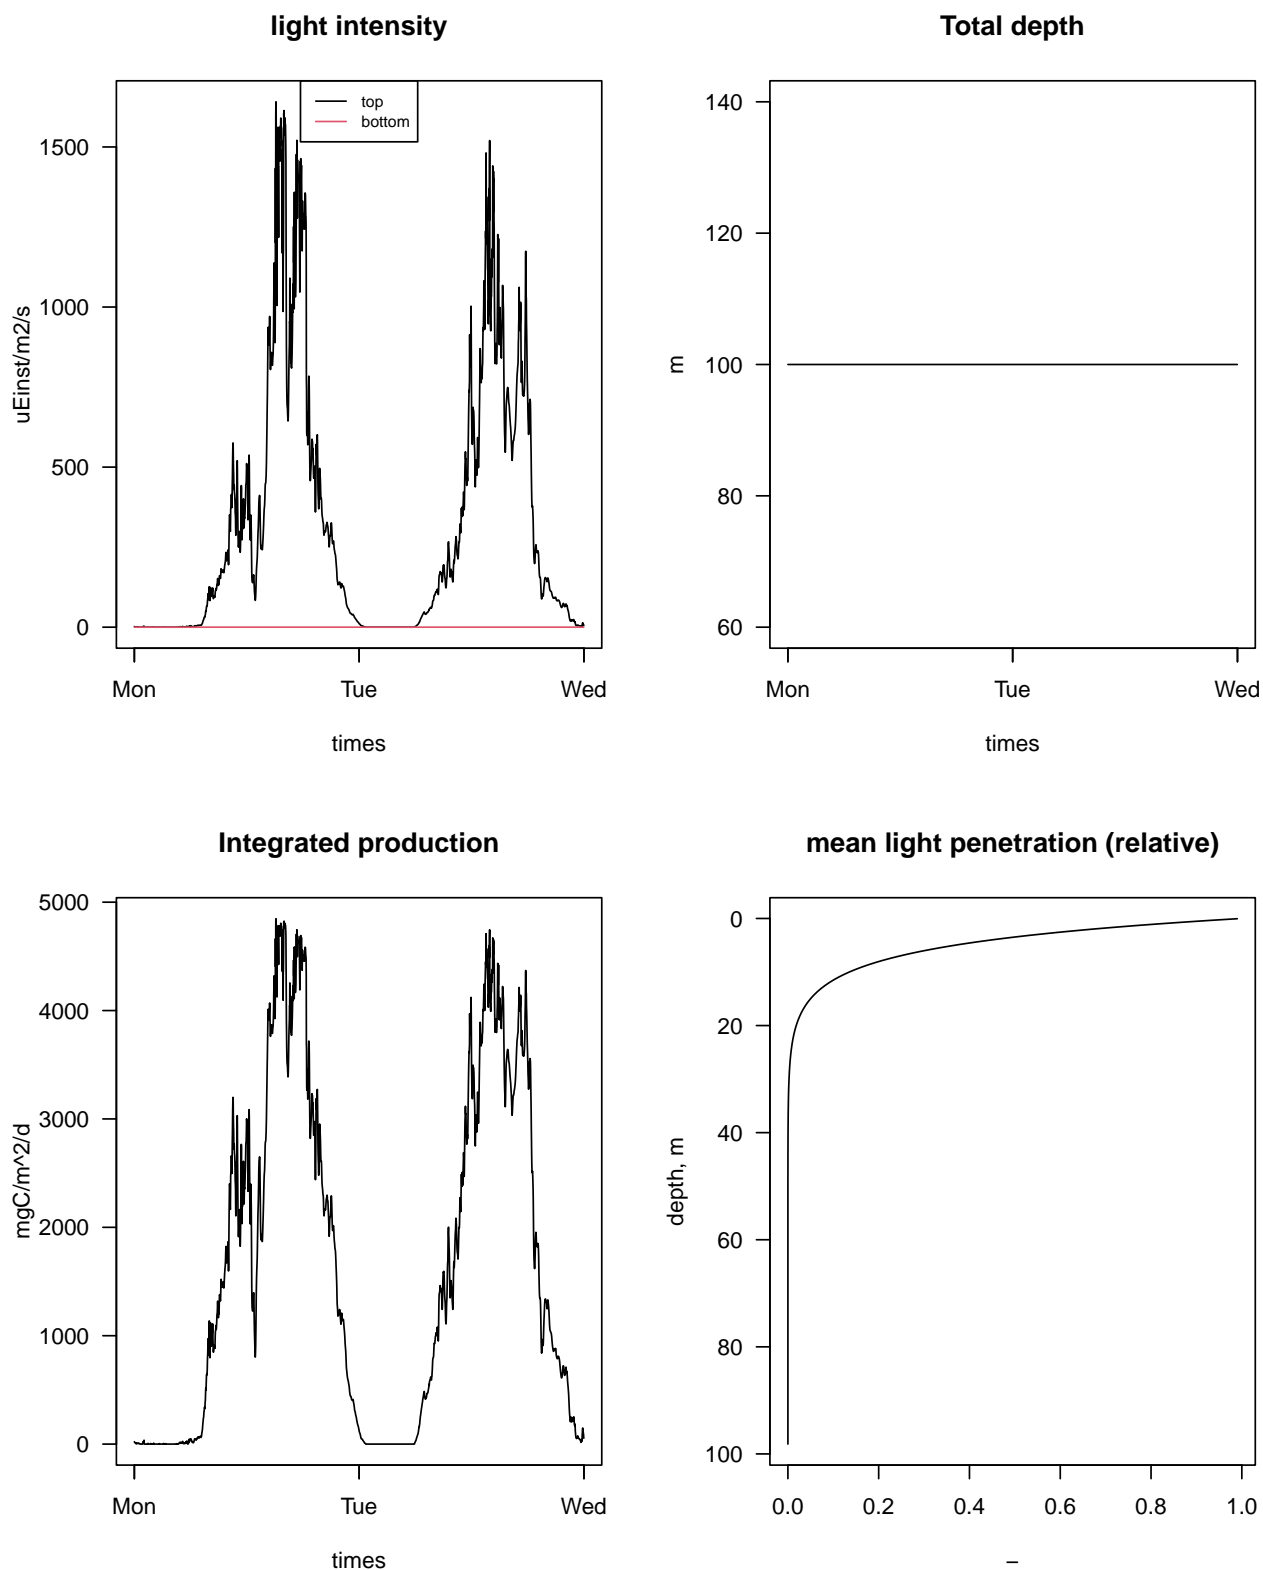 light intensity
top
bottom
1500
1000
500
0
uEinst/m2/s
Mon Tue Wed
times
Total depth
140
120
100
80
60
m
Mon Tue Wed
times
Integrated production
5000
4000
3000
2000
1000
0
mgC/m^2/d
Mon Tue Wed
times
mean light penetration (relative)
0
20
40
60
80
100
depth, m
0.0 0.2 0.4 0.6 0.8 1.0
–